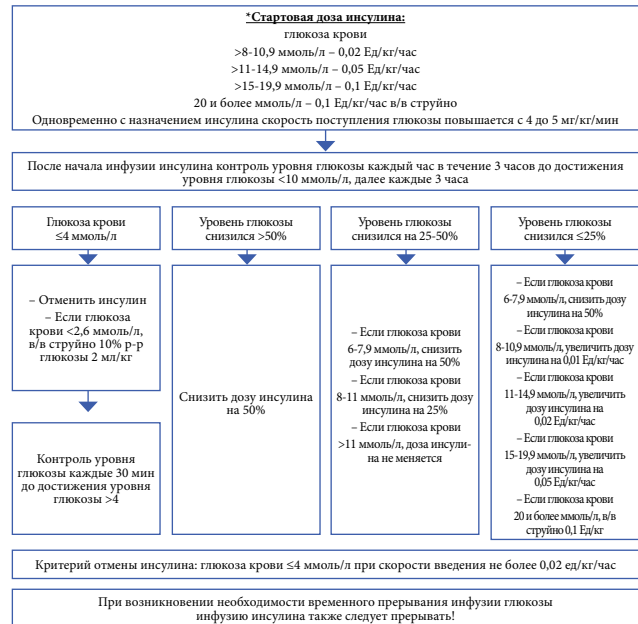 *Стартовая доза инсулина:
глюкоза крови
>8-10,9 ммоль/л – 0,02 Ед/кг/час
>11-14,9 ммоль/л – 0,05 Ед/кг/час
>15-19,9 ммоль/л – 0,1 Ед/кг/час
20 и более ммоль/л – 0,1 Ед/кг/час в/в струйно
Одновременно с назначением инсулина скорость поступления глюкозы повышается с 4 до 5 мг/кг/мин
После начала инфузии инсулина контроль уровня глюкозы каждый час в течение 3 часов до достижения
уровня глюкозы <10 ммоль/л, далее каждые 3 часа
Глюкоза крови
≤4 ммоль/л
– Отменить инсулин
– Если глюкоза
крови <2,6 ммоль/л,
в/в струйно 10% р-р
глюкозы 2 мл/кг
Контроль уровня
глюкозы каждые 30 мин
до достижения уровня
глюкозы >4
Уровень глюкозы
снизился >50%
Снизить дозу инсулина
на 50%
Уровень глюкозы
снизился на 25-50%
– Если глюкоза крови
6-7,9 ммоль/л, снизить
дозу инсулина на 50%
– Если глюкоза крови
8-11 ммоль/л, снизить дозу
инсулина на 25%
– Если глюкоза крови
>11 ммоль/л, доза инсули-
на не меняется
Уровень глюкозы
снизился ≤25%
– Если глюкоза крови
6-7,9 ммоль/л, снизить дозу
инсулина на 50%
– Если глюкоза крови
8-10,9 ммоль/л, увеличить дозу
инсулина на 0,01 Ед/кг/час
– Если глюкоза крови
11-14,9 ммоль/л, увеличить
дозу инсулина на
0,02 Ед/кг/час
– Если глюкоза крови
15-19,9 ммоль/л, увеличить
дозу инсулина на
0,05 Ед/кг/час
– Если глюкоза крови
20 и более ммоль/л, в/в
струйно 0,1 Ед/кг
Критерий отмены инсулина: глюкоза крови ≤4 ммоль/л при скорости введения не более 0,02 ед/кг/час
При возникновении необходимости временного прерывания инфузии глюкозы
инфузию инсулина также следует прерывать!